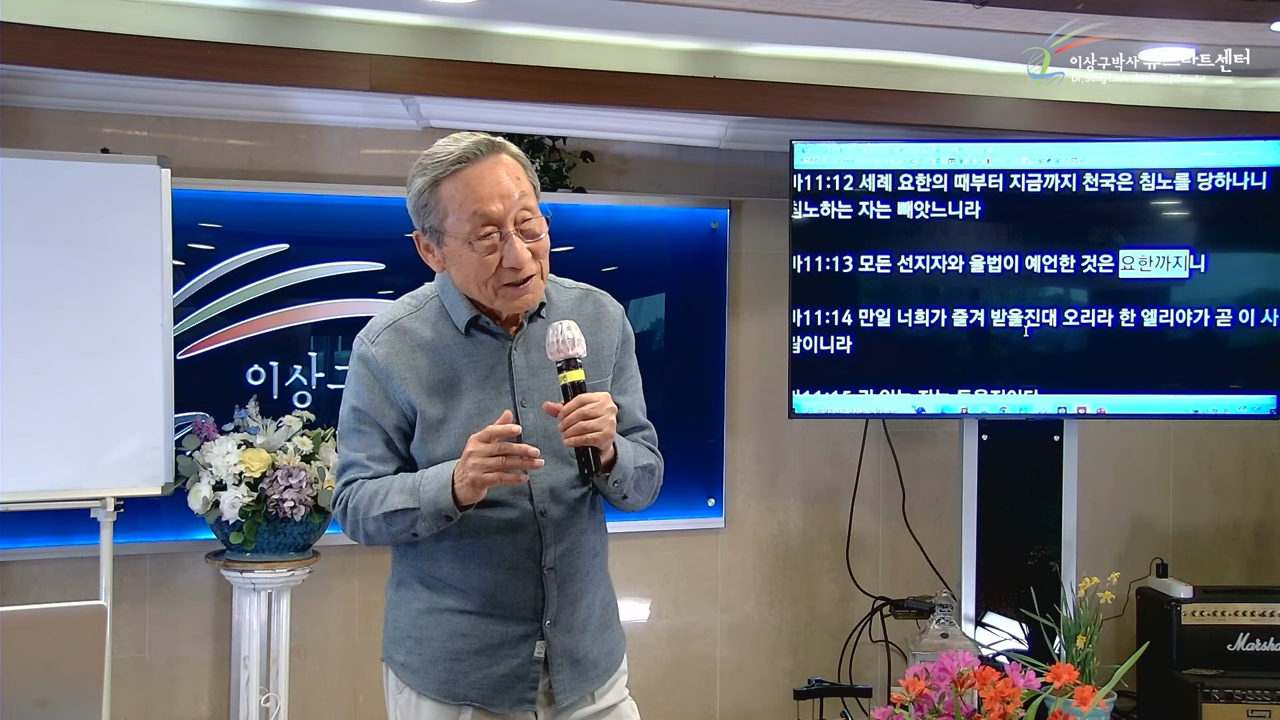 이상구박사 뉴스타트센터
마11:12 세례 요한의 때부터 지금까지 천국은 침노를 당하나니
침노하는 자는 빼앗느니라
마11:13 모든 선지자와 율법이 예언한 것은 요한까지니
마11:14 만일 너희가 즐겨 받을진대 오리라 한 엘리야가 곧 이 사
람이니라
이상구
Marsha